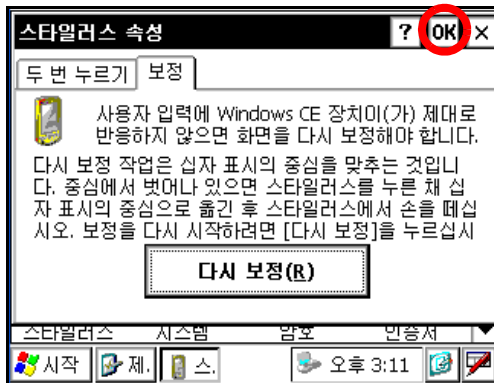 스타일러스 속성 ? OK ×
두 번 누르기 보정
사용자 입력에 Windows CE 장치이(가) 제대로
반응하지 않으면 화면을 다시 보정해야 합니다.
다시 보정 작업은 십자 표시의 중심을 맞추는 것입니
다. 중심에서 벗어나 있으면 스타일러스를 누른 채 십
자 표시의 중심으로 옮긴 후 스타일러스에서 손을 떼십
시오. 보정을 다시 시작하려면 [다시 보정]을 누르십시
다시 보정(R)
스타일러스 시스템 암호 인증서
시작 제. 스. 오후 3:11